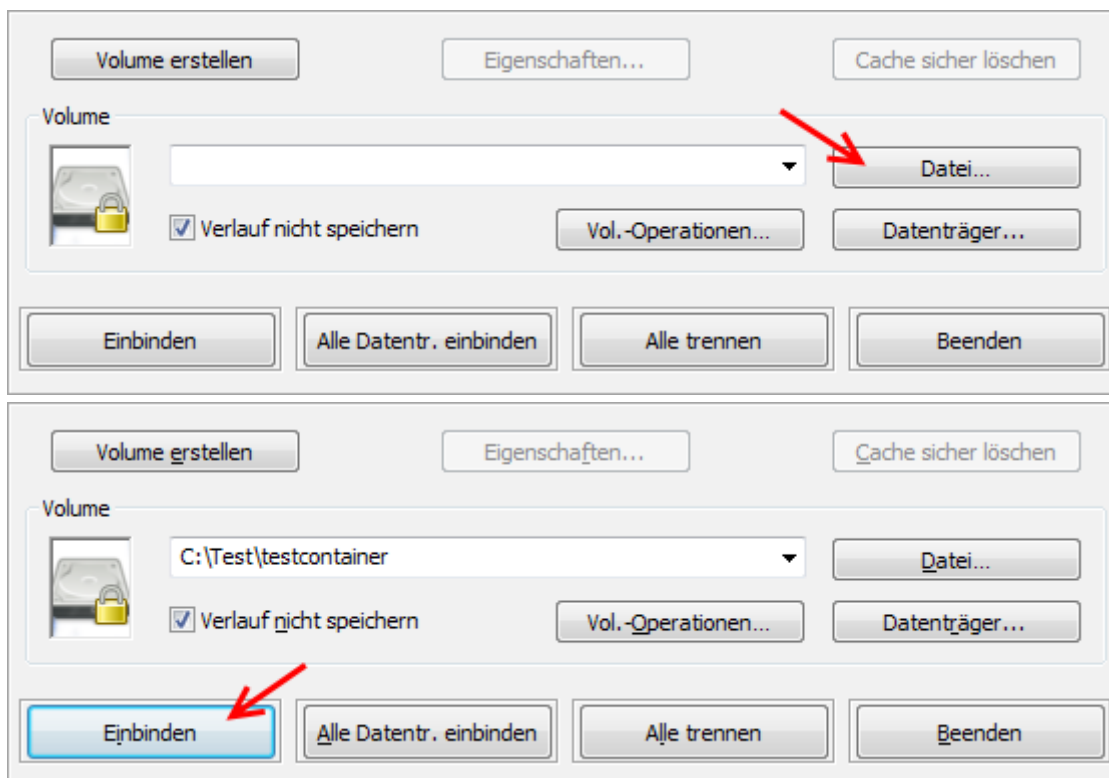 Volume erstellen Eigenschaften... Cache sicher löschen
Volume
Datei...
Verlauf nicht speichern Vol.-Operationen... Datenträger...
Einbinden Alle Datentr. einbinden Alle trennen Beenden
Volume erstellen Eigenschaften... Cache sicher löschen
Volume
C:\Test\testcontainer Datei...
Verlauf nicht speichern Vol.-Operationen... Datenträger...
Einbinden Alle Datentr. einbinden Alle trennen Beenden